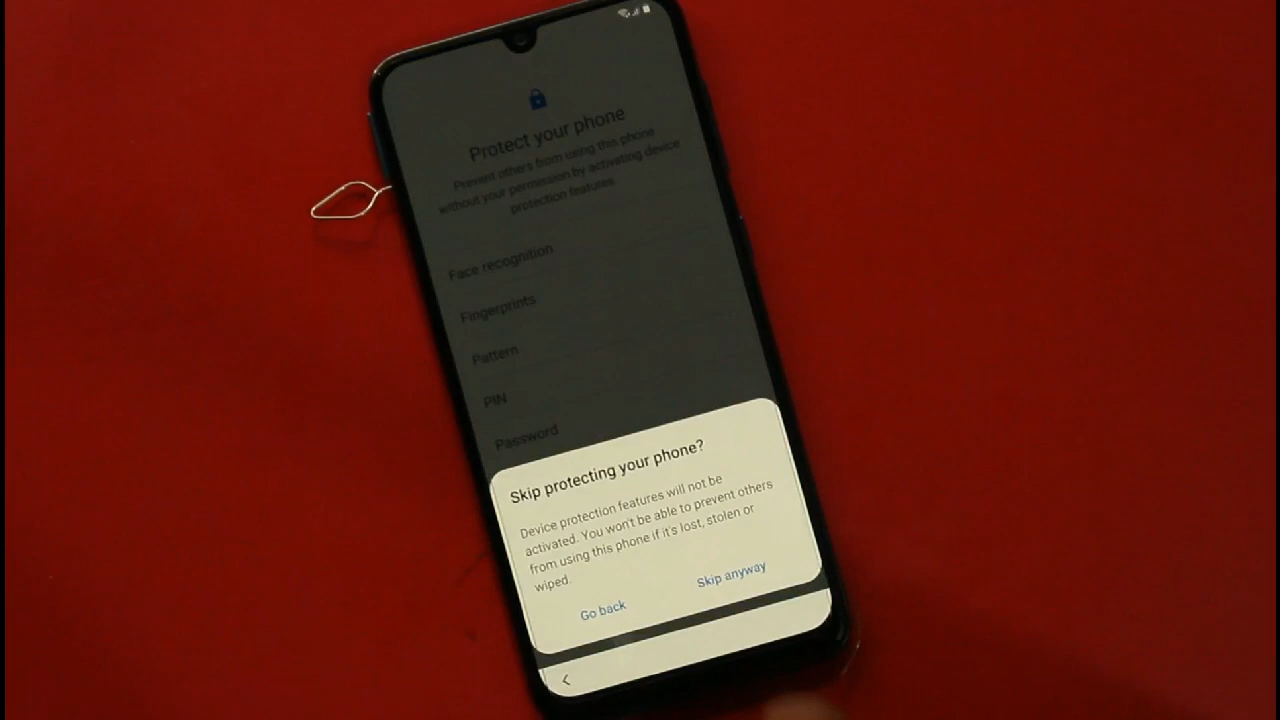 Protect your phone
Prevent others from using this phone
without your permission by activating device
protection features.
Face recognition
Fingerprints
Pattern
PIN
Password
Skip protecting your phone?
Device protection features will not be
activated. You won't be able to prevent others
from using this phone if it's lost, stolen or
wiped.
Go back
Skip anyway